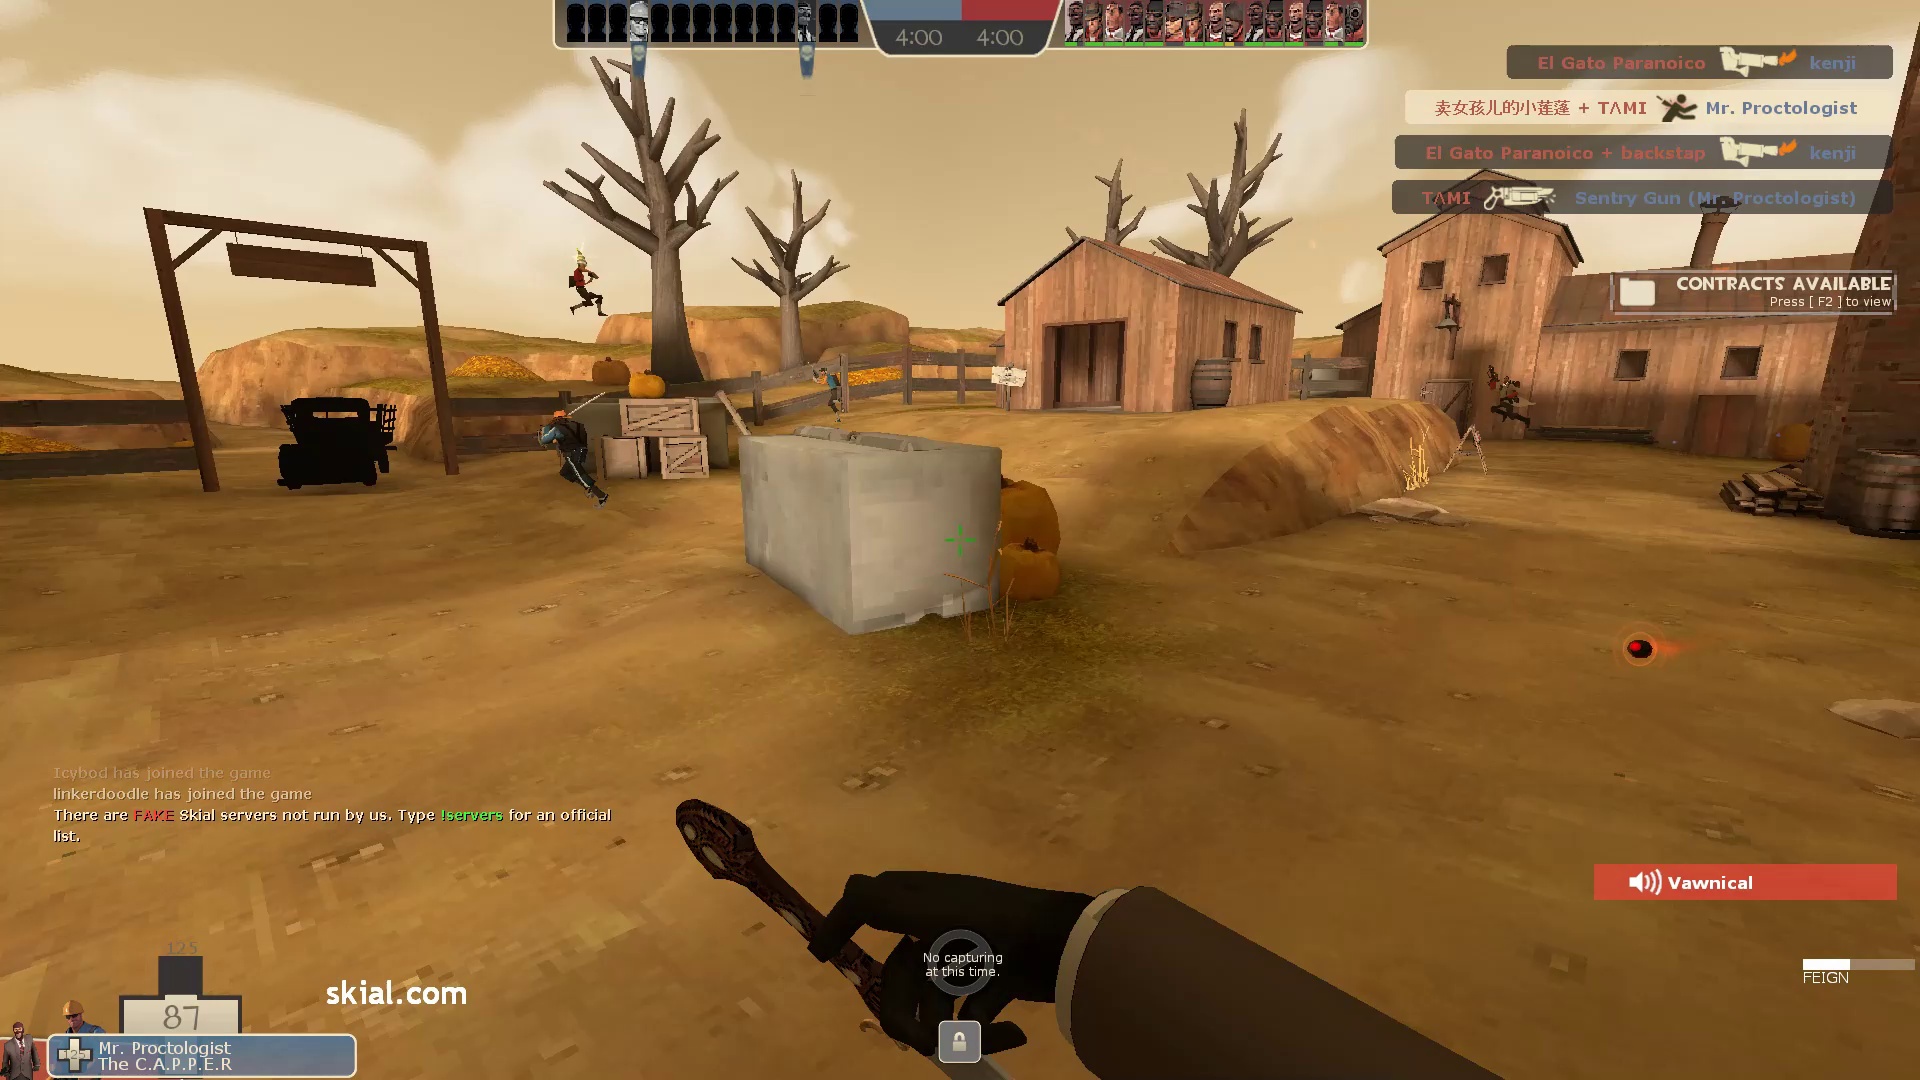 4:00 4:00
El Gato Paranoico kenji
卖女孩儿的小莲蓬 + TΛMI Mr. Proctologist
El Gato Paranoico + backstap kenji
TΛMI Sentry Gun (Mr. Proctologist)
CONTRACTS AVAILABLE
Press [ F2 ] to view
Icybod has joined the game
linkerdoodle has joined the game
There are FAKE Skial servers not run by us. Type !servers for an official
list.
Vawnical
No capturing
at this time.
FEIGN
125
87
skial.com
125
Mr. Proctologist
The C.A.P.P.E.R